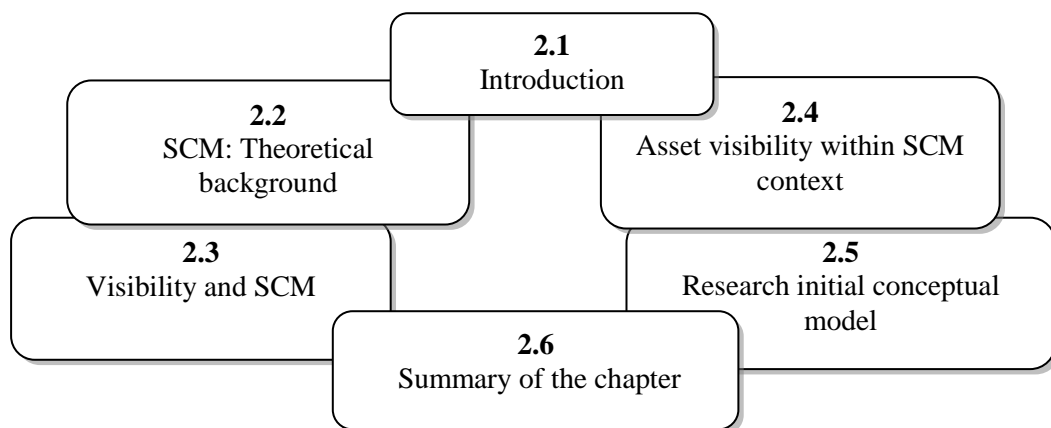 2.1
Introduction
2.2
SCM: Theoretical
background
2.3
Visibility and SCM
2.4
Asset visibility within SCM
context
2.5
Research initial conceptual
model
2.6
Summary of the chapter